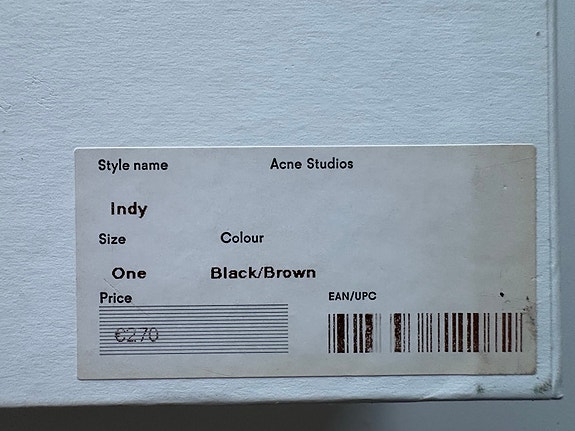 Style name Acne Studios
Indy
Size Colour
One Black/Brown
Price EAN/UPC
€270